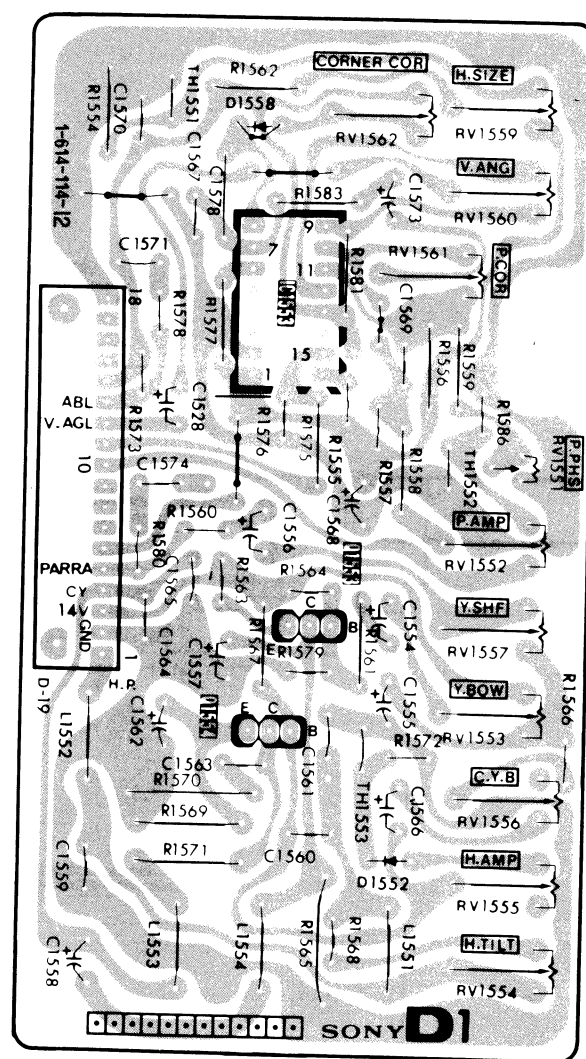 R1562
CORNER COR
H.SIZE
TH1551
C1570
R1554
D1558
RV1562
RV1559
1-614-114-12
C1567
C1578
V.ANG
R1583
C1573
RV1560
9
7
C1571
11
R1581
RV1561
P.COR
18
R1578
R1577
C1569
15
1
R1556
R1559
ABL
V.AGL
R1573
C1528
R1576
R1575
R1555
R1586
10
C1574
R1557
R1558
TH1552
RV1551
P.PHS
R1560
C1556
C1568
P.AMP
PARRA
R1580
C1565
R1563
R1564
RV1552
CY
14V
GND
C
B
E
Y.SHF
C1554
RV1557
1
C1564
C1557
R1567
R1579
R1561
D-19
H.P.
L1552
C1562
E
C
B
C1555
Y.BOW
R1566
R1572
RV1553
C1563
C1561
R1570
C.Y.B
TH1553
C1566
R1569
RV1556
R1571
C1560
H.AMP
C1559
D1552
RV1555
C1558
L1553
L1554
R1565
R1568
L1551
H.TILT
RV1554
SONY D1